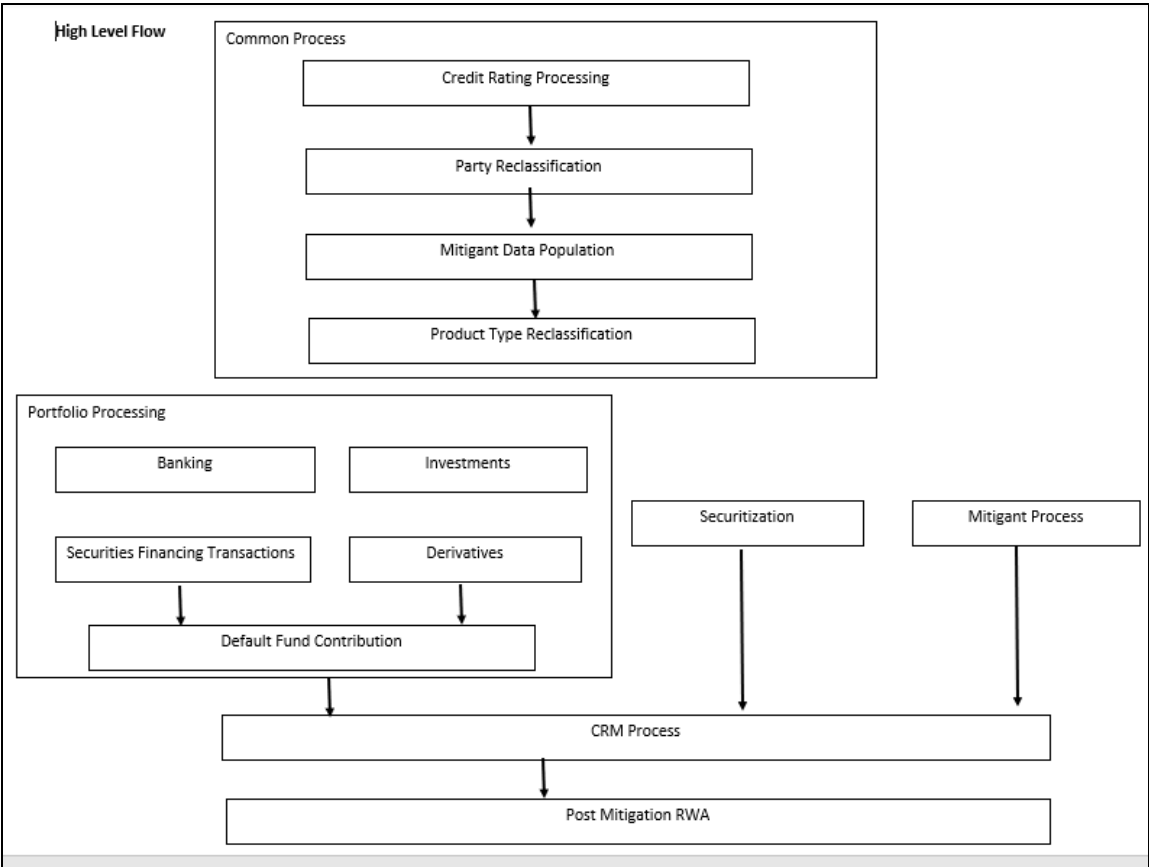 High Level Flow
Common Process
Credit Rating Processing
Party Reclassification
Mitigant Data Population
Product Type Reclassification
Portfolio Processing
Banking
Investments
Securitization
Mitigant Process
Securities Financing Transactions
Derivatives
Default Fund Contribution
CRM Process
Post Mitigation RWA